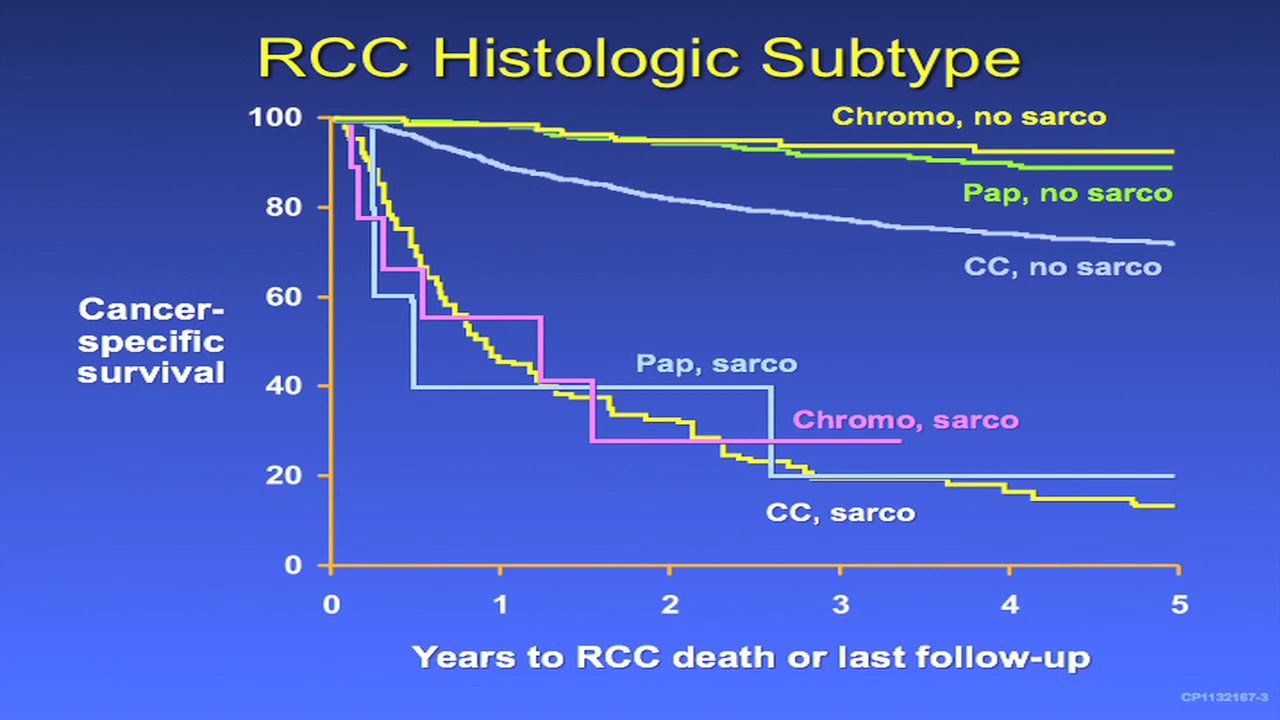 RCC Histologic Subtype
100
80
60
40
20
0
Cancer-
specific
survival
Chromo, no sarco
Pap, no sarco
CC, no sarco
Pap, sarco
Chromo, sarco
CC, sarco
0 1 2 3 4 5
Years to RCC death or last follow-up
CP1132167-3